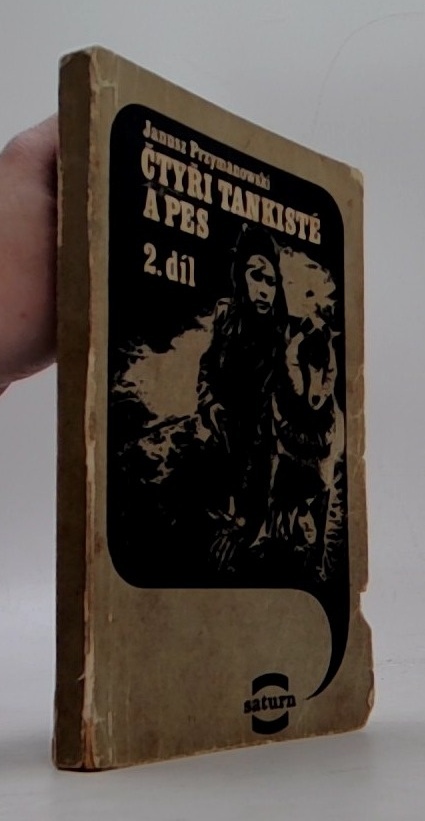 Janusz Przymanowski
ČTYŘI TANKISTÉ
A PES
2. díl
saturn